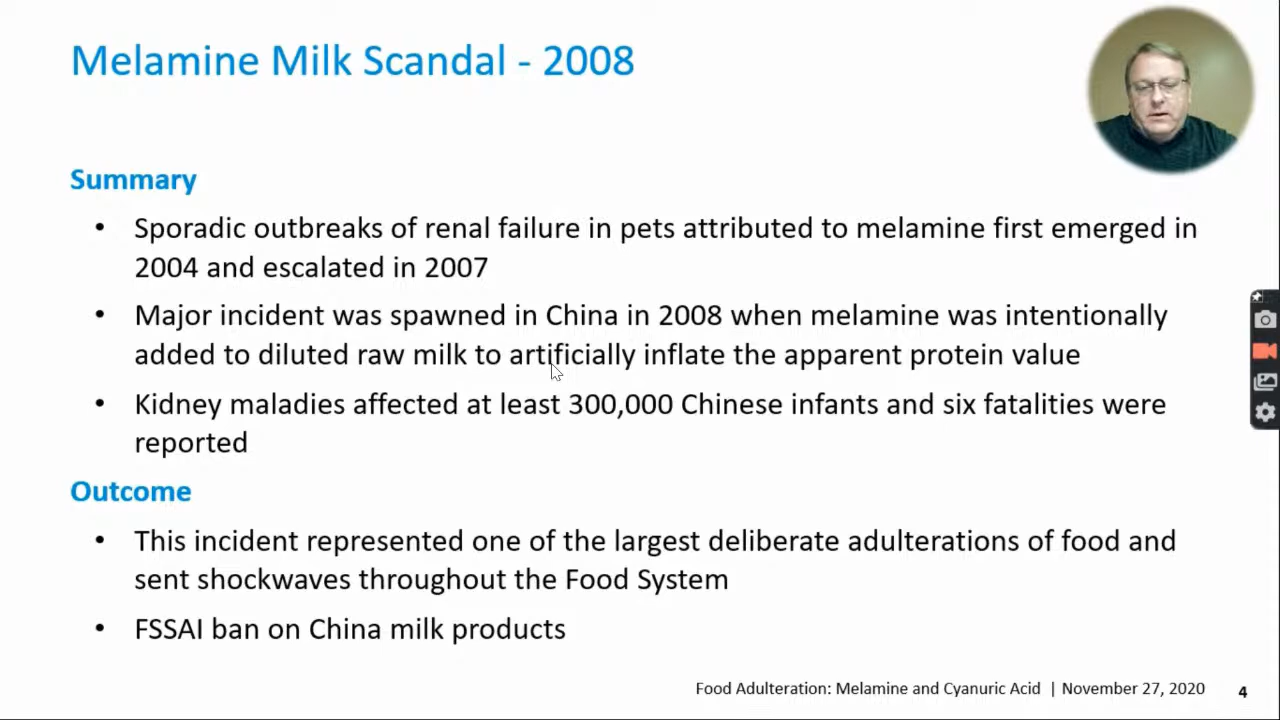 Melamine Milk Scandal - 2008
Summary
• Sporadic outbreaks of renal failure in pets attributed to melamine first emerged in
2004 and escalated in 2007
• Major incident was spawned in China in 2008 when melamine was intentionally
added to diluted raw milk to artificially inflate the apparent protein value
• Kidney maladies affected at least 300,000 Chinese infants and six fatalities were
reported
Outcome
• This incident represented one of the largest deliberate adulterations of food and
sent shockwaves throughout the Food System
• FSSAI ban on China milk products
Food Adulteration: Melamine and Cyanuric Acid | November 27, 2020 4